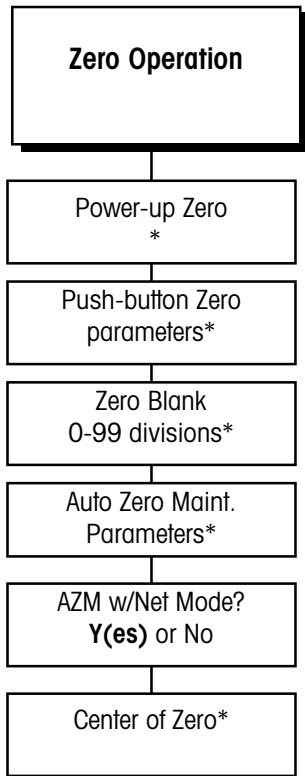 Zero Operation
Power-up Zero
*
Push-button Zero
parameters*
Zero Blank
0-99 divisions*
Auto Zero Maint.
Parameters*
AZM w/Net Mode?
Y(es) or No
Center of Zero*